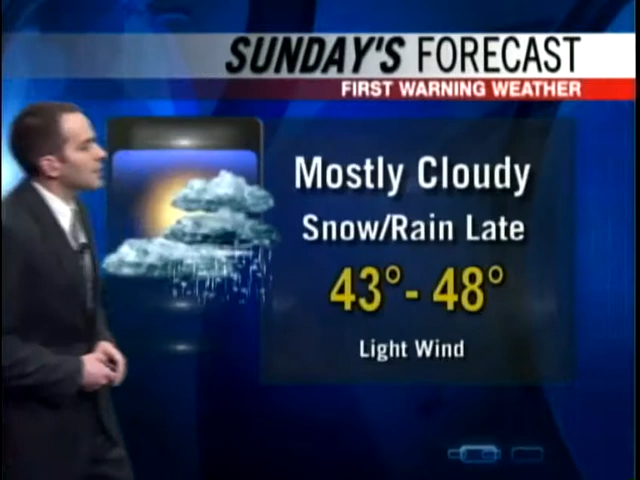 SUNDAY'S FORECAST
FIRST WARNING WEATHER
Mostly Cloudy
Snow/Rain Late
43°- 48°
Light Wind